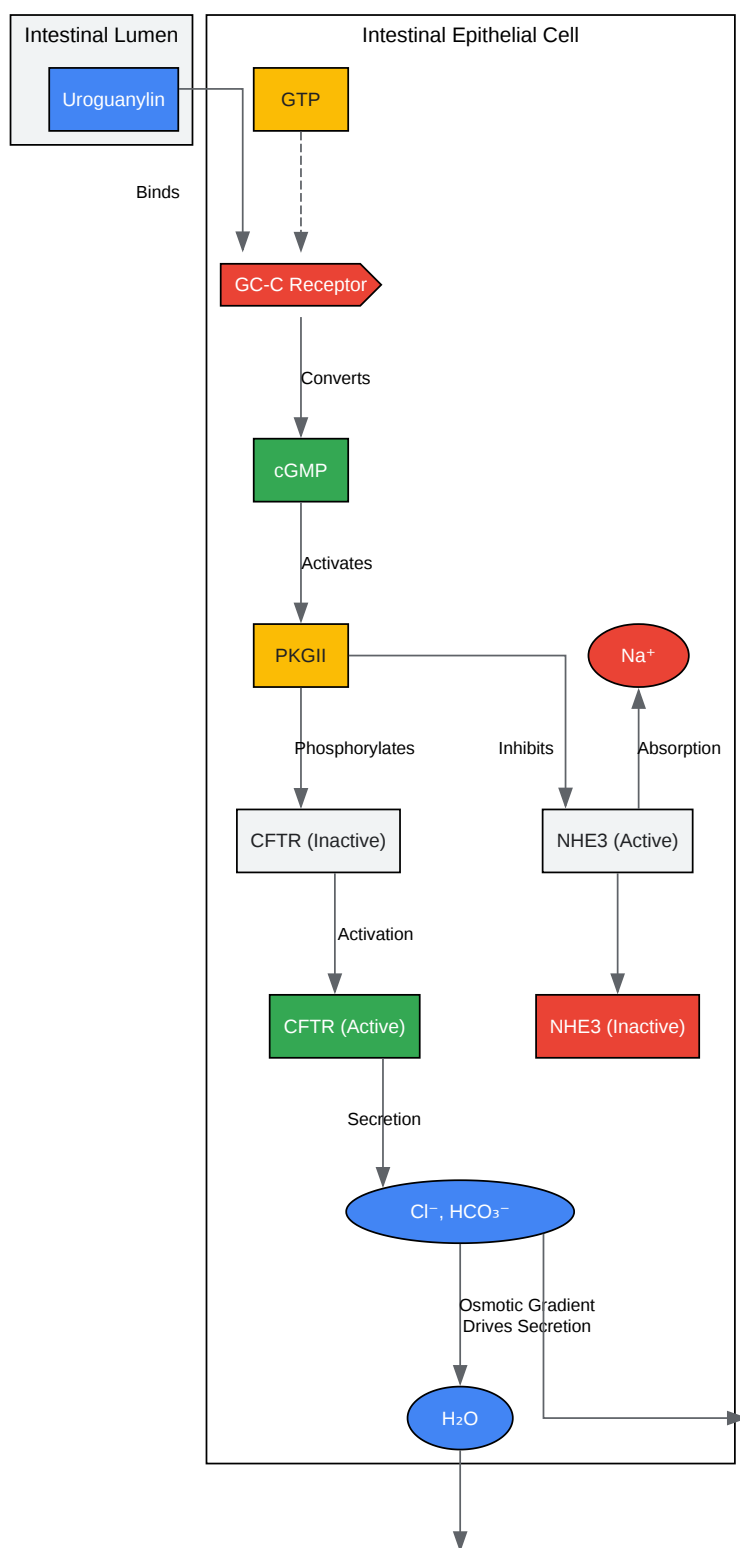 Intestinal Lumen
Intestinal Epithelial Cell
Uroguanylin
GTP
Binds
GC-C Receptor
Converts
cGMP
Activates
PKGII
Na⁺
Phosphorylates
Inhibits
Absorption
CFTR (Inactive)
NHE3 (Active)
Activation
CFTR (Active)
NHE3 (Inactive)
Secretion
Cl⁻, HCO₃⁻
Osmotic Gradient
Drives Secretion
H₂O